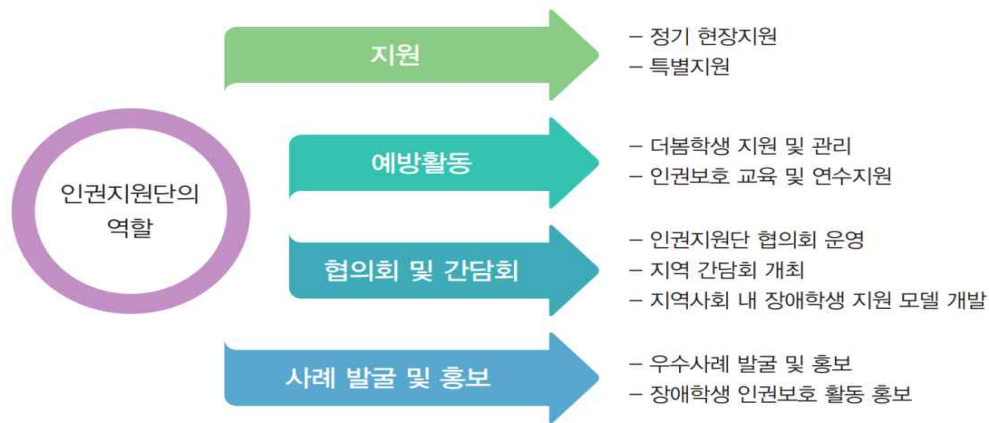 인권지원단의
역할
지원
– 정기 현장지원
– 특별지원
예방활동
– 더봄학생 지원 및 관리
– 인권보호 교육 및 연수지원
협의회 및 간담회
– 인권지원단 협의회 운영
– 지역 간담회 개최
– 지역사회 내 장애학생 지원 모델 개발
사례 발굴 및 홍보
– 우수사례 발굴 및 홍보
– 장애학생 인권보호 활동 홍보